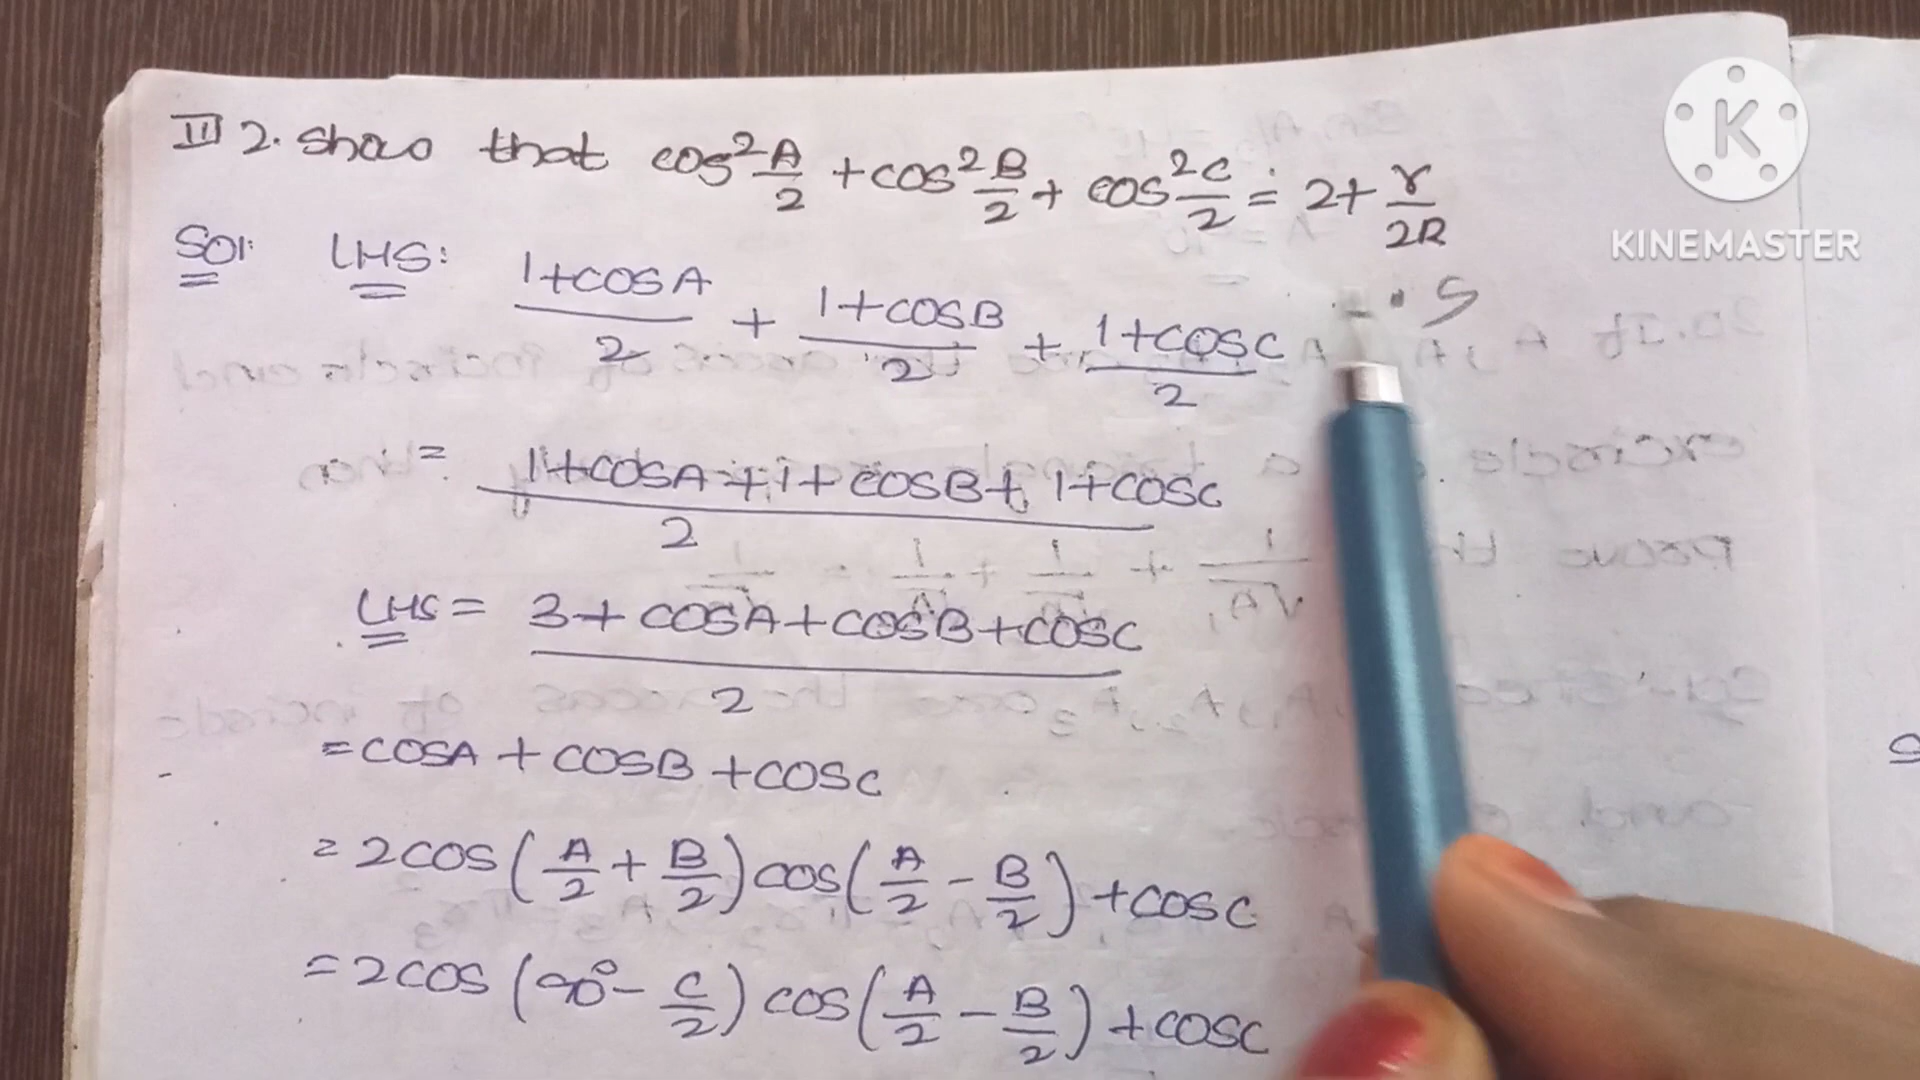 III 2. Show that cos²A/2 + cos²B/2 + cos²C/2 = 2 + r/2R
Sol: LHS: (1+cosA)/2 + (1+cosB)/2 + (1+cosC)/2
= (1+cosA+1+cosB+1+cosC)/2
LHS = (3+cosA+cosB+cosC)/2
= cosA + cosB + cosC
= 2cos(A/2 + B/2) cos(A/2 - B/2) + cosC
= 2cos(90° - C/2) cos(A/2 - B/2) + cosC
K
KINEMASTER